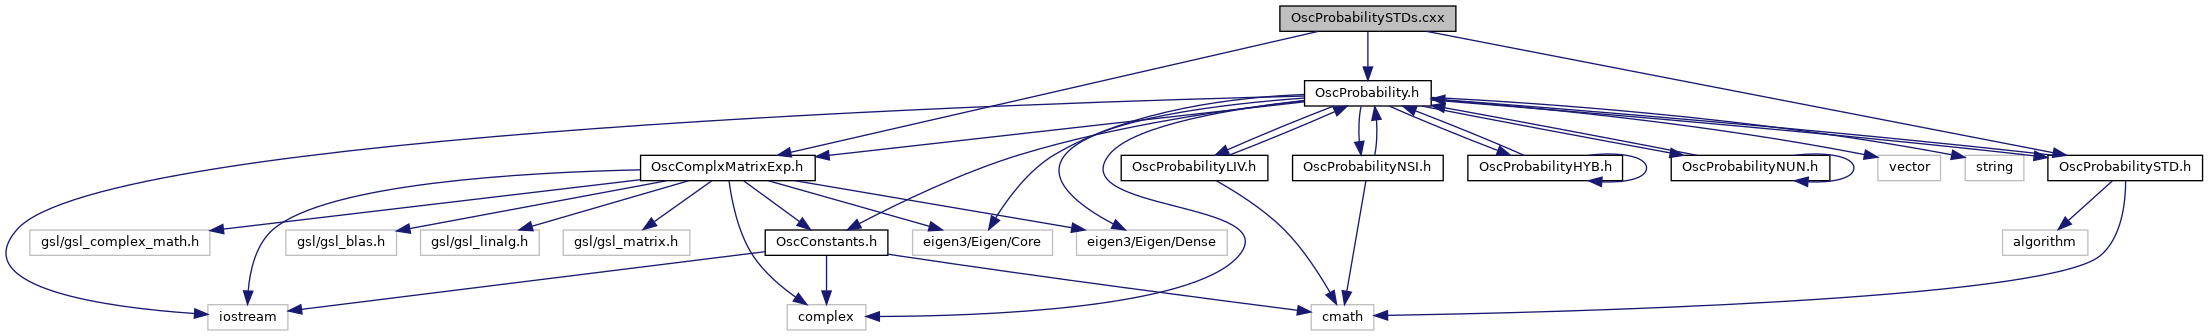 OscProbabilitySTDs.cxx
OscProbability.h
OscComplxMatrixExp.h
OscProbabilityLIV.h
OscProbabilityNSI.h
OscProbabilityHYB.h
OscProbabilityNUN.h
vector
string
OscProbabilitySTD.h
gsl/gsl_complex_math.h
gsl/gsl_blas.h
gsl/gsl_linalg.h
gsl/gsl_matrix.h
OscConstants.h
eigen3/Eigen/Core
eigen3/Eigen/Dense
algorithm
iostream
complex
cmath